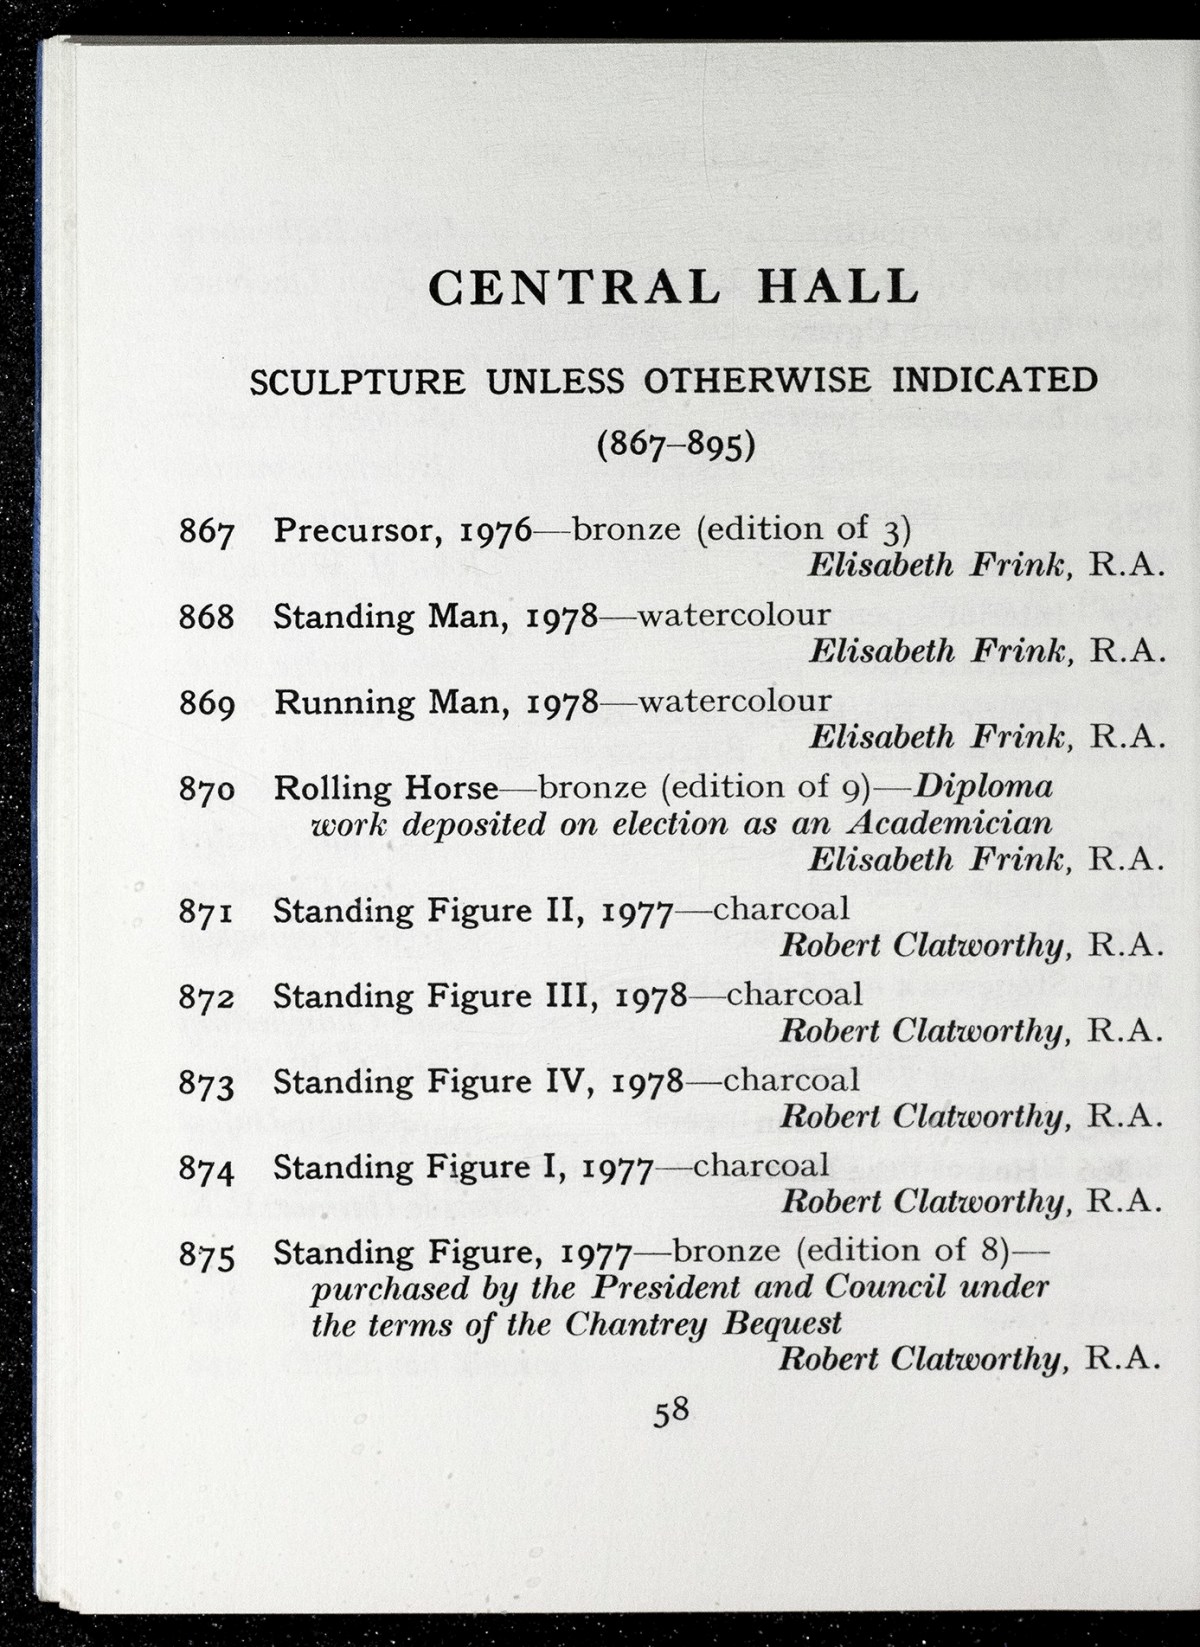 CENTRAL HALL
SCULPTURE UNLESS OTHERWISE INDICATED
(867–895)
867 Precursor, 1976—bronze (edition of 3)
Elisabeth Frink, R.A.
868 Standing Man, 1978—watercolour
Elisabeth Frink, R.A.
869 Running Man, 1978—watercolour
Elisabeth Frink, R.A.
870 Rolling Horse—bronze (edition of 9)—Diploma
work deposited on election as an Academician
Elisabeth Frink, R.A.
871 Standing Figure II, 1977—charcoal
Robert Clatworthy, R.A.
872 Standing Figure III, 1978—charcoal
Robert Clatworthy, R.A.
873 Standing Figure IV, 1978—charcoal
Robert Clatworthy, R.A.
874 Standing Figure I, 1977—charcoal
Robert Clatworthy, R.A.
875 Standing Figure, 1977—bronze (edition of 8)—
purchased by the President and Council under
the terms of the Chantrey Bequest
Robert Clatworthy, R.A.
58